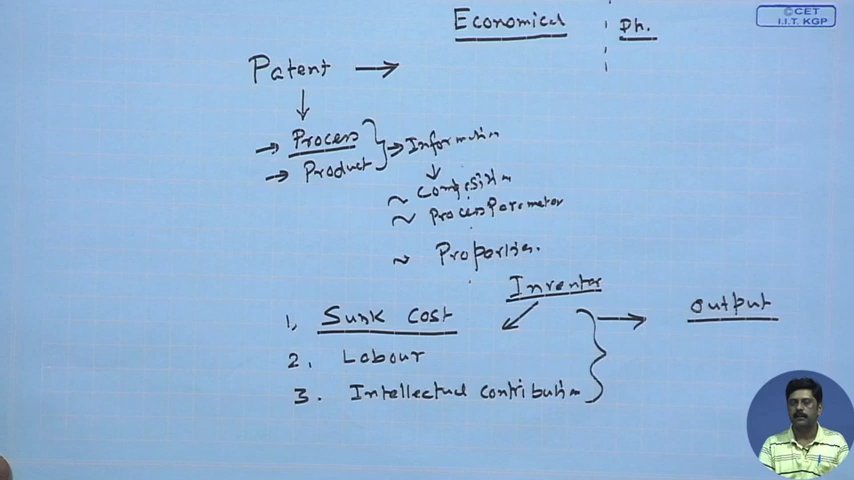 Economical Ph.
©CET
I.I.T. KGP
Patent →
↓
→ Process
→ Product } → Information
↓
~ Composition
~ Process Parameter
~ Properties.
Inventor
1, Sunk Cost
2. Labour
3. Intellectual contribution } → output